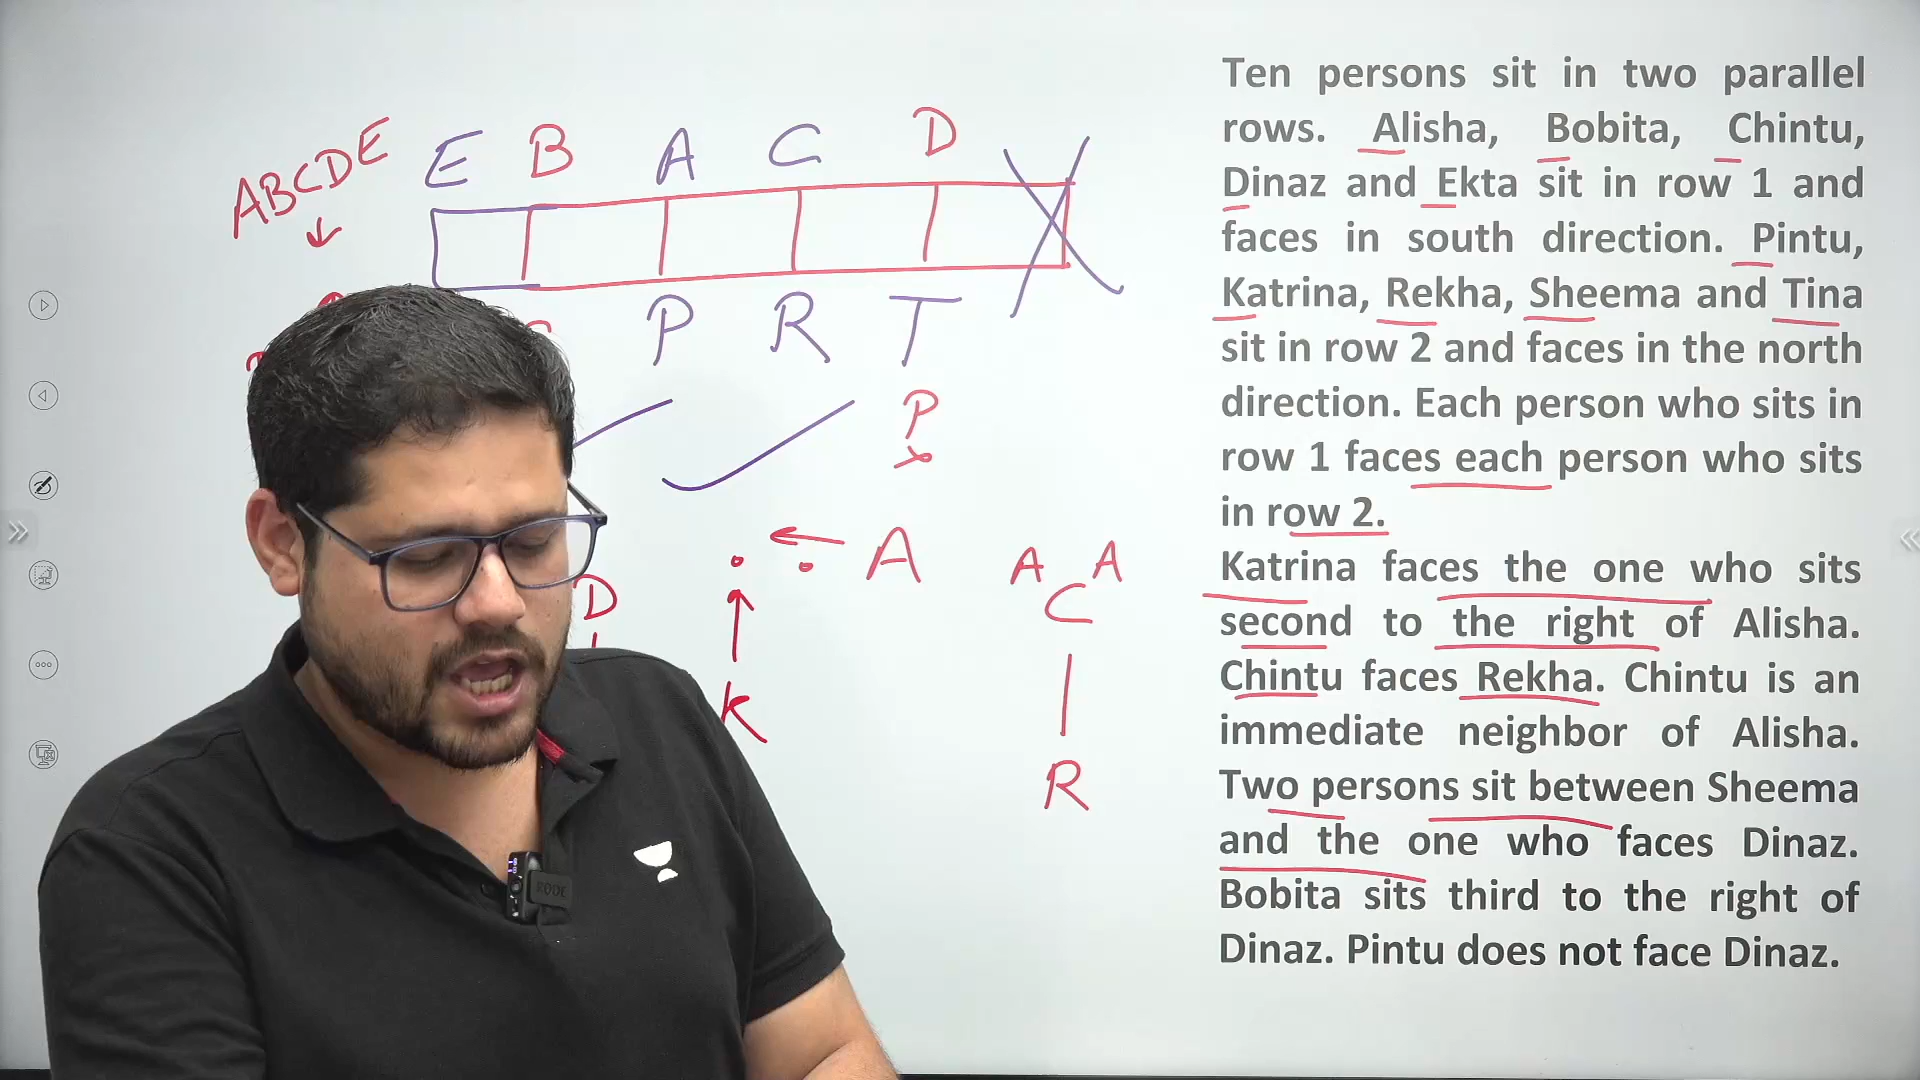 Ten persons sit in two parallel
rows. Alisha, Bobita, Chintu,
Dinaz and Ekta sit in row 1 and
faces in south direction. Pintu,
Katrina, Rekha, Sheema and Tina
sit in row 2 and faces in the north
direction. Each person who sits in
row 1 faces each person who sits
in row 2.
Katrina faces the one who sits
second to the right of Alisha.
Chintu faces Rekha. Chintu is an
immediate neighbor of Alisha.
Two persons sit between Sheema
and the one who faces Dinaz.
Bobita sits third to the right of
Dinaz. Pintu does not face Dinaz.
ABCDE
E B A C D
P R T
P
A
A A
C
D
K
R
RODE